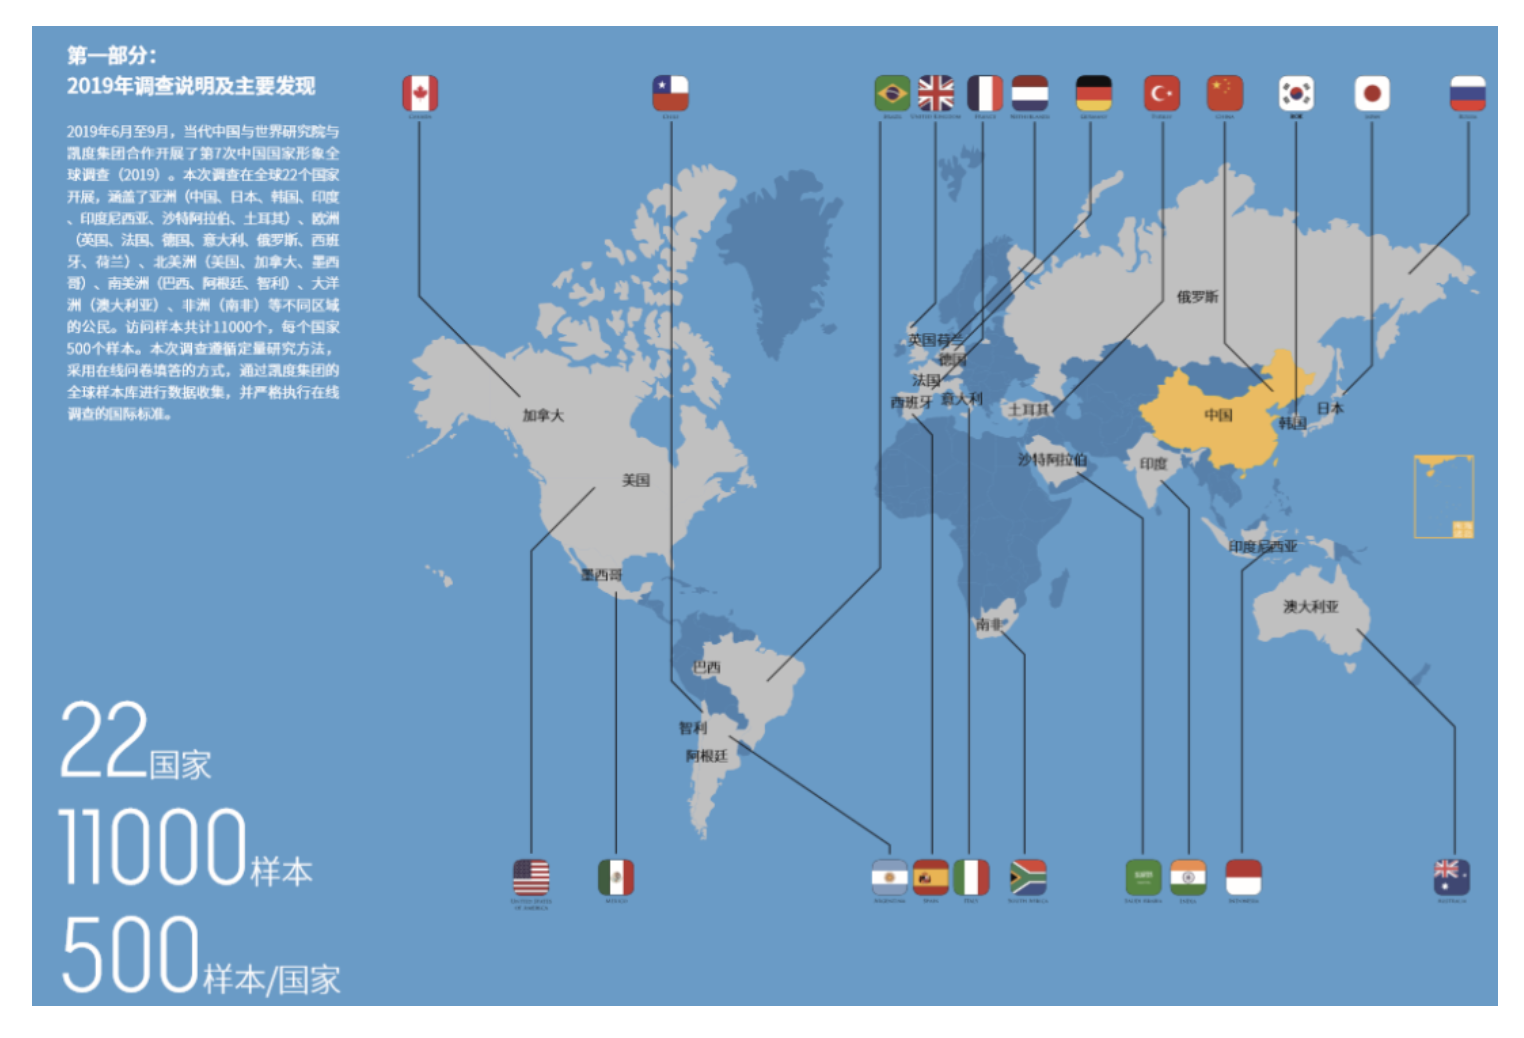 第一部分：
2019年调查说明及主要发现
2019年6月至9月，当代中国与世界研究院与
凯度集团合作开展了第7次中国国家形象全
球调查（2019）。本次调查在全球22个国家
开展，涵盖了亚洲（中国、日本、韩国、印度
、印度尼西亚、沙特阿拉伯、土耳其）、欧洲
（英国、法国、德国、意大利、俄罗斯、西班
牙、荷兰）、北美洲（美国、加拿大、墨西
哥）、南美洲（巴西、阿根廷、智利）、大洋
洲（澳大利亚）、非洲（南非）等不同区域
的公民。访问样本共计11000个，每个国家
500个样本。本次调查遵循定量研究方法，
采用在线问卷填答的方式，通过凯度集团的
全球样本库进行数据收集，并严格执行在线
调查的国际标准。
俄罗斯
英国 荷兰
德国
法国
西班牙 意大利
土耳其
加拿大
中国
韩国
日本
沙特阿拉伯
印度
美国
印度尼西亚
墨西哥
澳大利亚
南非
巴西
智利
阿根廷
22国家
11000样本
500样本/国家
UNITED STATES
OF AMERICA
MEXICO
ARGENTINA
SPAIN
ITALY
SOUTH AFRICA
SAUDI ARABIA
INDIA
INDONESIA
AUSTRALIA